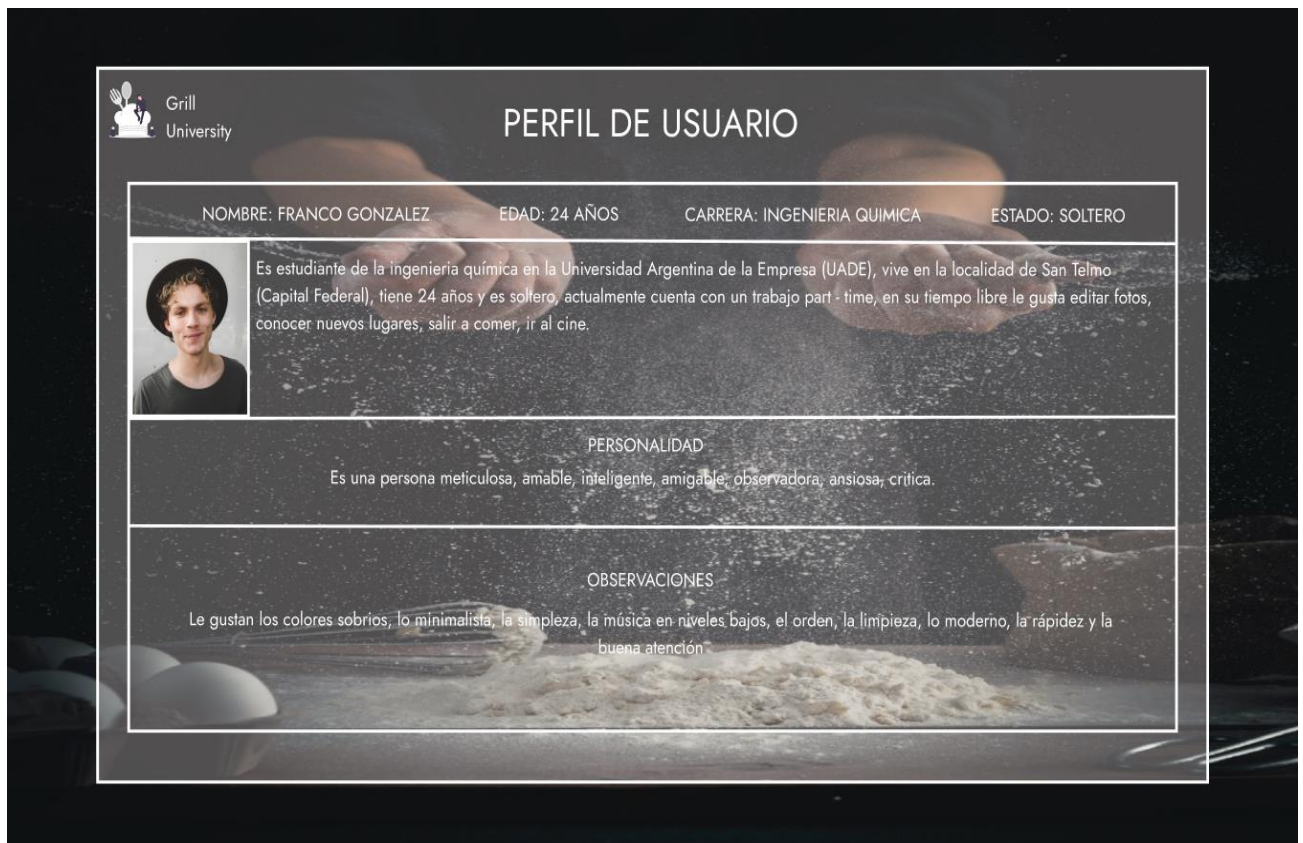 Grill
University
PERFIL DE USUARIO
NOMBRE: FRANCO GONZALEZ EDAD: 24 AÑOS CARRERA: INGENIERIA QUIMICA ESTADO: SOLTERO
Es estudiante de la ingenieria química en la Universidad Argentina de la Empresa (UADE), vive en la localidad de San Telmo
(Capital Federal), tiene 24 años y es soltero, actualmente cuenta con un trabajo part - time, en su tiempo libre le gusta editar fotos,
conocer nuevos lugares, salir a comer, ir al cine.
PERSONALIDAD
Es una persona meticulosa, amable, inteligente, amigable, observadora, ansiosa, critica.
OBSERVACIONES
Le gustan los colores sobrios, lo minimalista, la simpleza, la música en niveles bajos, el orden, la limpieza, lo moderno, la rápidez y la
buena atención